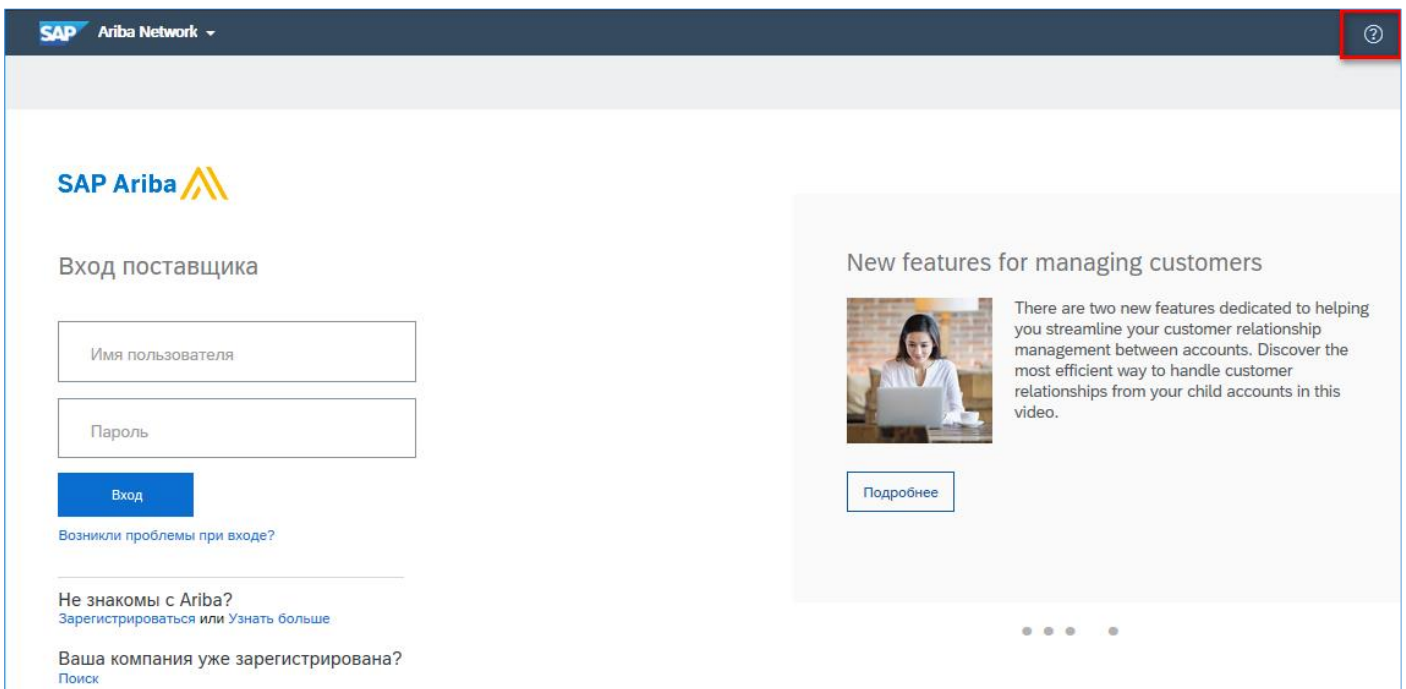 SAP Ariba Network
SAP Ariba
Вход поставщика
Имя пользователя
Пароль
Вход
Возникли проблемы при входе?
Не знакомы с Ariba?
Зарегистрироваться или Узнать больше
Ваша компания уже зарегистрирована?
Поиск
New features for managing customers
There are two new features dedicated to helping
you streamline your customer relationship
management between accounts. Discover the
most efficient way to handle customer
relationships from your child accounts in this
video.
Подробнее